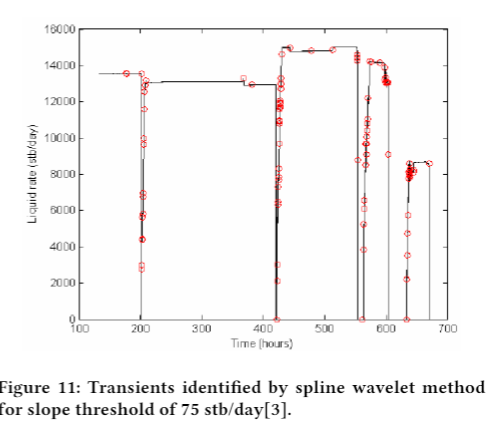 16000
14000
12000
10000
8000
6000
4000
2000
0
Liquid rate (stb/day)
100 200 300 400 500 600 700
Time (hours)
Figure 11: Transients identified by spline wavelet method
for slope threshold of 75 stb/day[3].